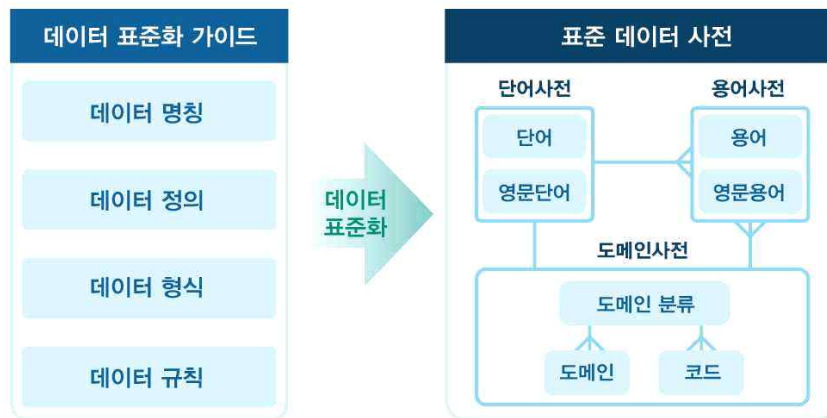 데이터 표준화 가이드
데이터 명칭
데이터 정의
데이터 형식
데이터 규칙
데이터
표준화
표준 데이터 사전
단어사전
단어
영문단어
용어사전
용어
영문용어
도메인사전
도메인 분류
도메인
코드